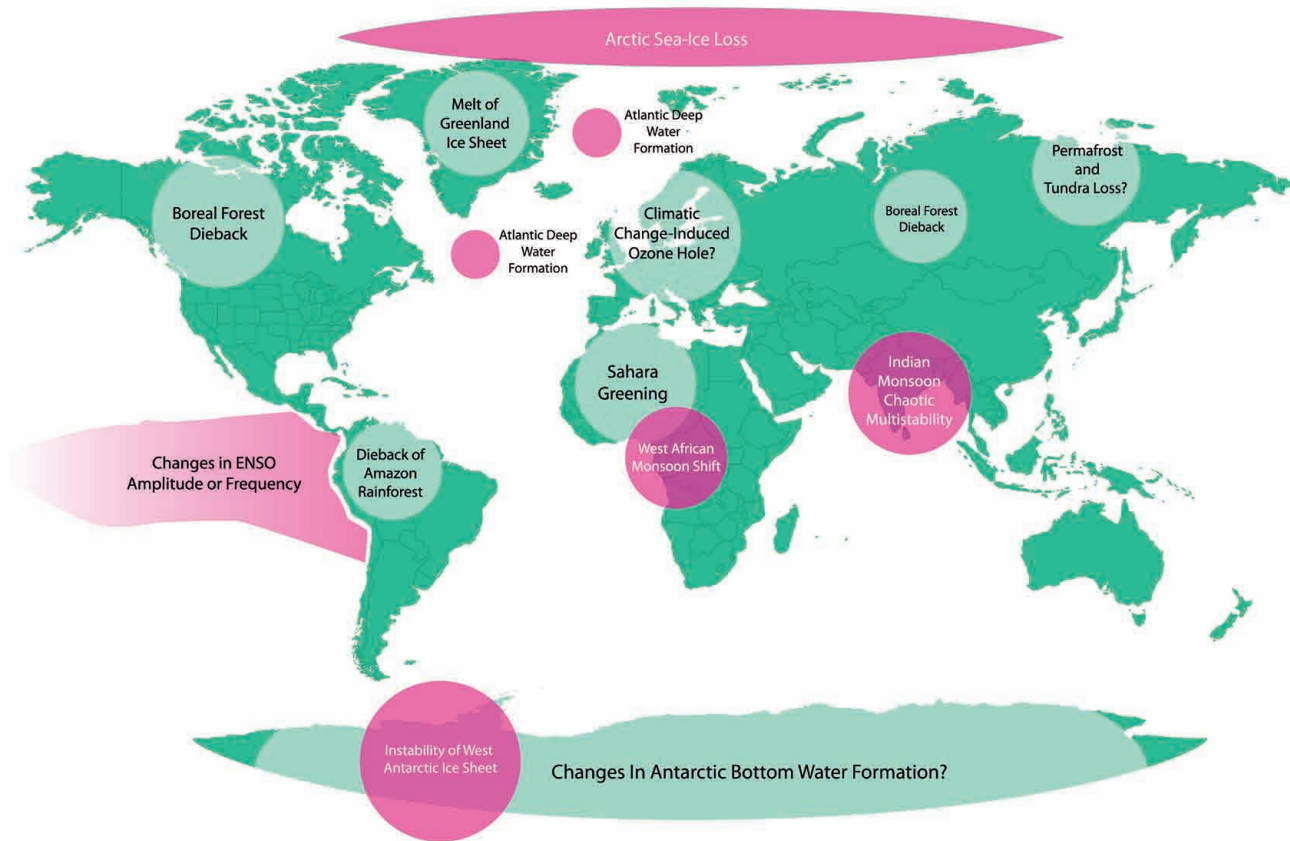 Arctic Sea-Ice Loss
Melt of
Greenland
Ice Sheet
Atlantic Deep
Water
Formation
Permafrost
and
Tundra Loss?
Boreal Forest
Dieback
Climatic
Change-Induced
Ozone Hole?
Boreal Forest
Dieback
Atlantic Deep
Water
Formation
Sahara
Greening
Indian
Monsoon
Chaotic
Multistability
Changes in ENSO
Amplitude or Frequency
Dieback of
Amazon
Rainforest
West African
Monsoon Shift
Instability of West
Antarctic Ice Sheet
Changes In Antarctic Bottom Water Formation?